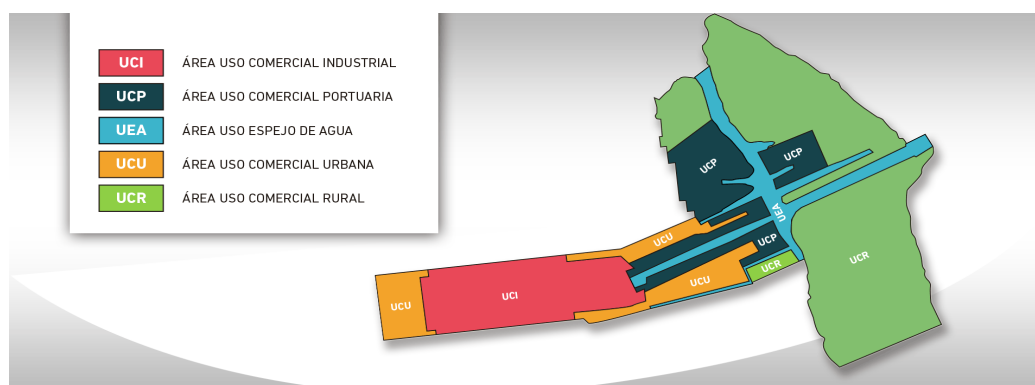 UCI ÁREA USO COMERCIAL INDUSTRIAL
UCP ÁREA USO COMERCIAL PORTUARIA
UEA ÁREA USO ESPEJO DE AGUA
UCU ÁREA USO COMERCIAL URBANA
UCR ÁREA USO COMERCIAL RURAL
UCP
UCP
UEA
UCU
UCP
UCR
UCR
UCU
UCI
UCU